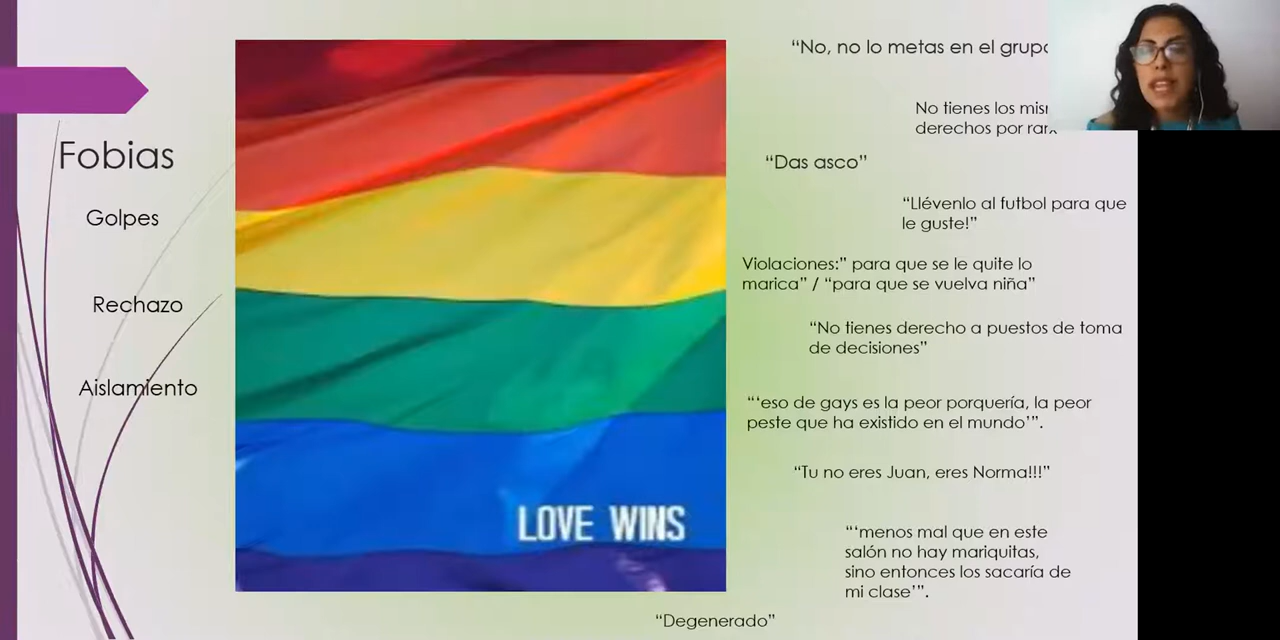 Fobias
Golpes
Rechazo
Aislamiento
LOVE WINS
“No, no lo metas en el grupo
No tienes los
derechos por
“Das asco”
“Llévenlo al futbol para que
le guste!”
Violaciones:” para que se le quite lo
marica” / “para que se vuelva niña”
“No tienes derecho a puestos de toma
de decisiones”
“‘eso de gays es la peor porquería, la peor
peste que ha existido en el mundo’”.
“Tu no eres Juan, eres Norma!!!”
“‘menos mal que en este
salón no hay mariquitas,
sino entonces los sacaría de
mi clase’”.
“Degenerado”